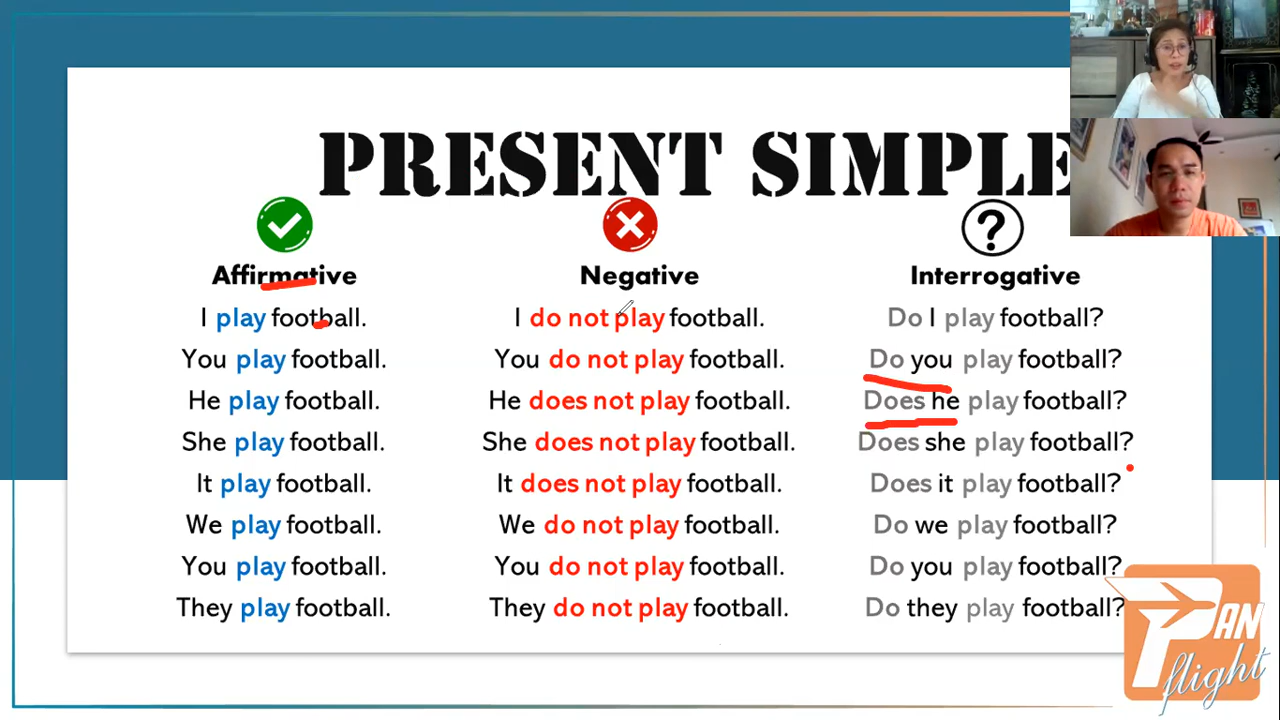 PRESENT SIMPLE
Affirmative Negative Interrogative
I play football. I do not play football. Do I play football?
You play football. You do not play football. Do you play football?
He play football. He does not play football. Does he play football?
She play football. She does not play football. Does she play football?
It play football. It does not play football. Does it play football?
We play football. We do not play football. Do we play football?
You play football. You do not play football. Do you play football?
They play football. They do not play football. Do they play football?
PAN
flight